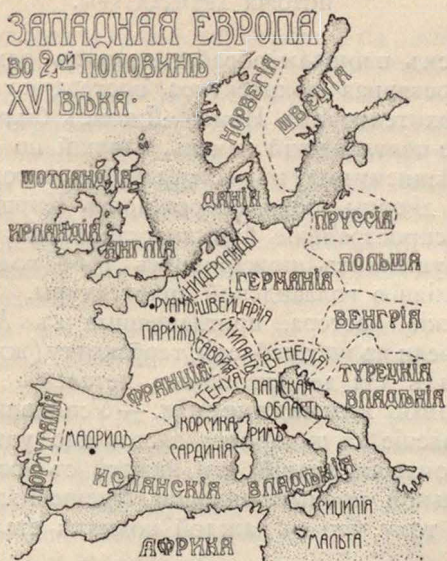 ЗАПАДНАЯ ЕВРОПА
во 2ой ПОЛОВИНѢ
XVI ВѢКА.
НОРВЕГІЯ
ШВЕЦІЯ
ШОТЛАНДІЯ
ДАНІЯ
ИРЛАНДІЯ
АНГЛІЯ
ПРУССІЯ
НИДЕРЛАНДЫ
ПОЛЬША
ГЕРМАНІЯ
РУАНЪ
ШВЕЙЦАРІЯ
ПАРИЖЪ
ВЕНГРІЯ
МИЛАНЪ
САВОЙЯ
ВЕНЕЦІЯ
ФРАНЦІЯ
ГЕНУЯ
ПАПСКАЯ
ОБЛАСТЬ
ТУРЕЦКІЯ
ВЛАДѢНІЯ
ПОРТУГАЛІЯ
МАДРИДЪ
КОРСИКА
РИМЪ
САРДИНІЯ
ИСПАНСКІЯ ВЛАДѢНІЯ
СИЦИЛІЯ
МАЛЬТА
АФРИКА